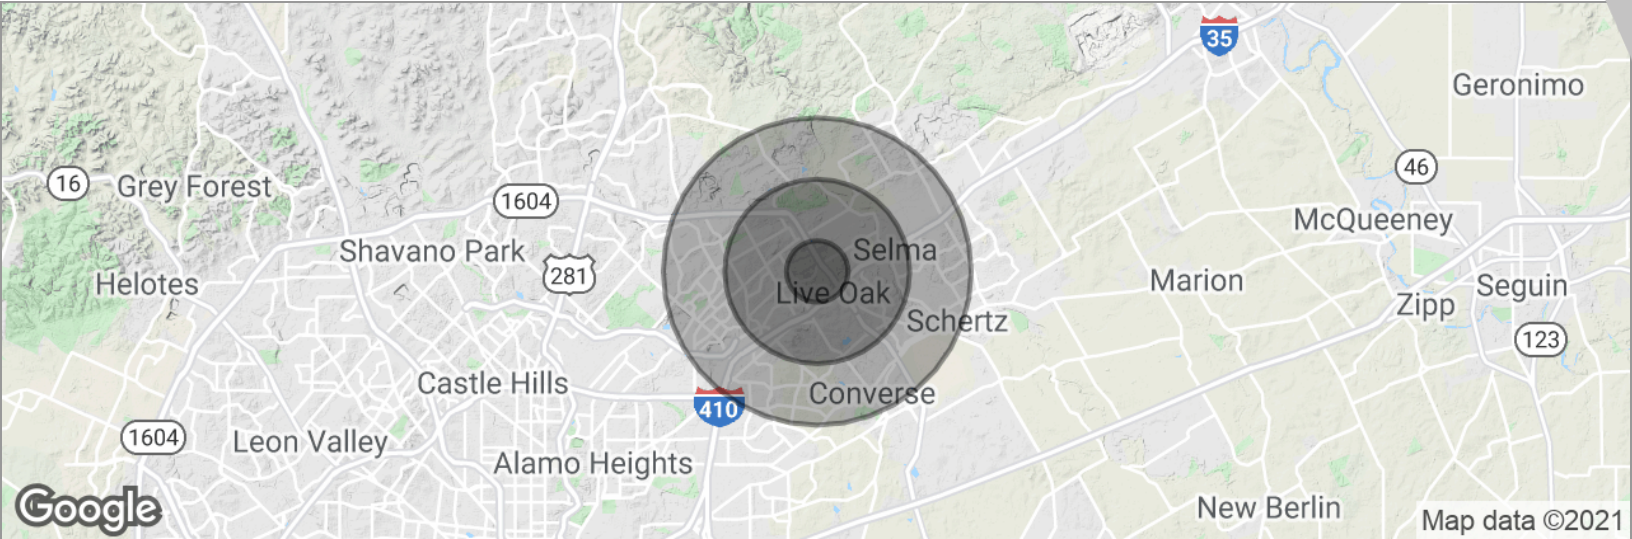 35
Geronimo
46
16
Grey Forest
1604
McQueeney
Shavano Park
Selma
281
Helotes
Live Oak
Marion
Seguin
Zipp
Schertz
123
Castle Hills
Converse
410
1604
Leon Valley
Alamo Heights
New Berlin
Google
Map data ©2021